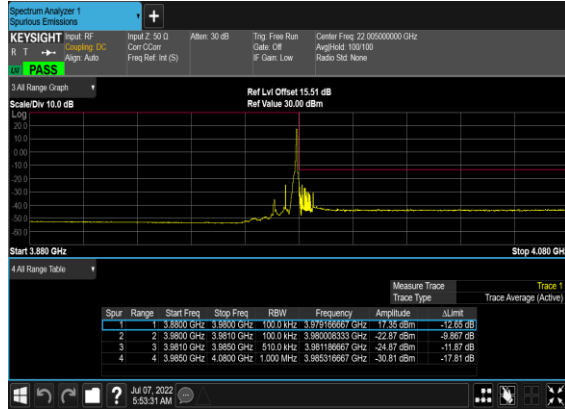 Spectrum Analyzer 1
Spurious Emissions
+
KEYSIGHT Input: RF Input Z: 50 Ω Atten: 30 dB Trig: Free Run Center Freq: 22.005000000 GHz
R T Coupling: DC Corr CCorr Gate: Off Avg|Hold: 100/100
Align: Auto Freq Ref: Int (S) IF Gain: Low Radio Std: None
LV PASS
3 All Range Graph
Ref Lvl Offset 15.51 dB
Scale/Div 10.0 dB Ref Value 30.00 dBm
Log
20.0
10.0
0.00
-10.0
-20.0
-30.0
-40.0
-50.0
-60.0
Start 3.880 GHz Stop 4.080 GH
4 All Range Table
Measure Trace Trace 1
Trace Type Trace Average (Active)
Spur Range Start Freq Stop Freq RBW Frequency Amplitude ΔLimit
1 1 3.8800 GHz 3.9800 GHz 100.0 kHz 3.979166667 GHz 17.35 dBm -12.65 dB
2 2 3.9800 GHz 3.9810 GHz 100.0 kHz 3.980008333 GHz -22.87 dBm -9.867 dB
3 3 3.9810 GHz 3.9850 GHz 510.0 kHz 3.981186667 GHz -24.87 dBm -11.87 dB
4 4 3.9850 GHz 4.0800 GHz 1.000 MHz 3.985316667 GHz -30.81 dBm -17.81 dB
? Jul 07, 2022
5:53:31 AM